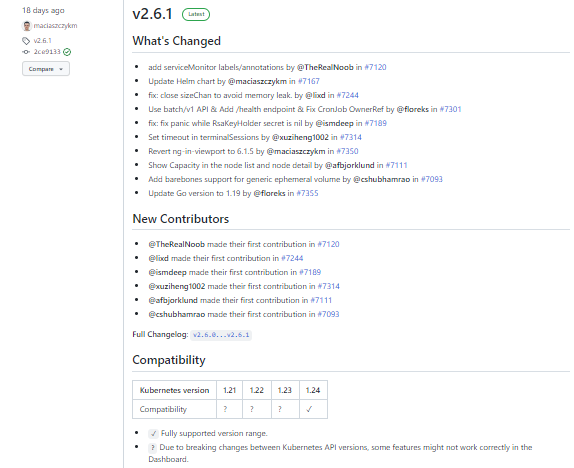 18 days ago
maciaszczykm
v2.6.1
2ce9133
Compare
v2.6.1 Latest
What's Changed
add serviceMonitor labels/annotations by @TheRealNoob in #7120
Update Helm chart by @maciaszczykm in #7167
fix: close sizeChan to avoid memory leak. by @lixd in #7244
Use batch/v1 API & Add /health endpoint & Fix CronJob OwnerRef by @floreks in #7301
fix: fix panic while RsaKeyHolder secret is nil by @ismdeep in #7189
Set timeout in terminalSessions by @xuziheng1002 in #7314
Revert ng-in-viewport to 6.1.5 by @maciaszczykm in #7350
Show Capacity in the node list and node detail by @afbjorklund in #7111
Add barebones support for generic ephemeral volume by @cshubhamrao in #7093
Update Go version to 1.19 by @floreks in #7355
New Contributors
@TheRealNoob made their first contribution in #7120
@lixd made their first contribution in #7244
@ismdeep made their first contribution in #7189
@xuziheng1002 made their first contribution in #7314
@afbjorklund made their first contribution in #7111
@cshubhamrao made their first contribution in #7093
Full Changelog: v2.6.0...v2.6.1
Compatibility
Kubernetes version 1.21 1.22 1.23 1.24
Compatibility ? ? ? ✓
✓ Fully supported version range.
? Due to breaking changes between Kubernetes API versions, some features might not work correctly in the
Dashboard.